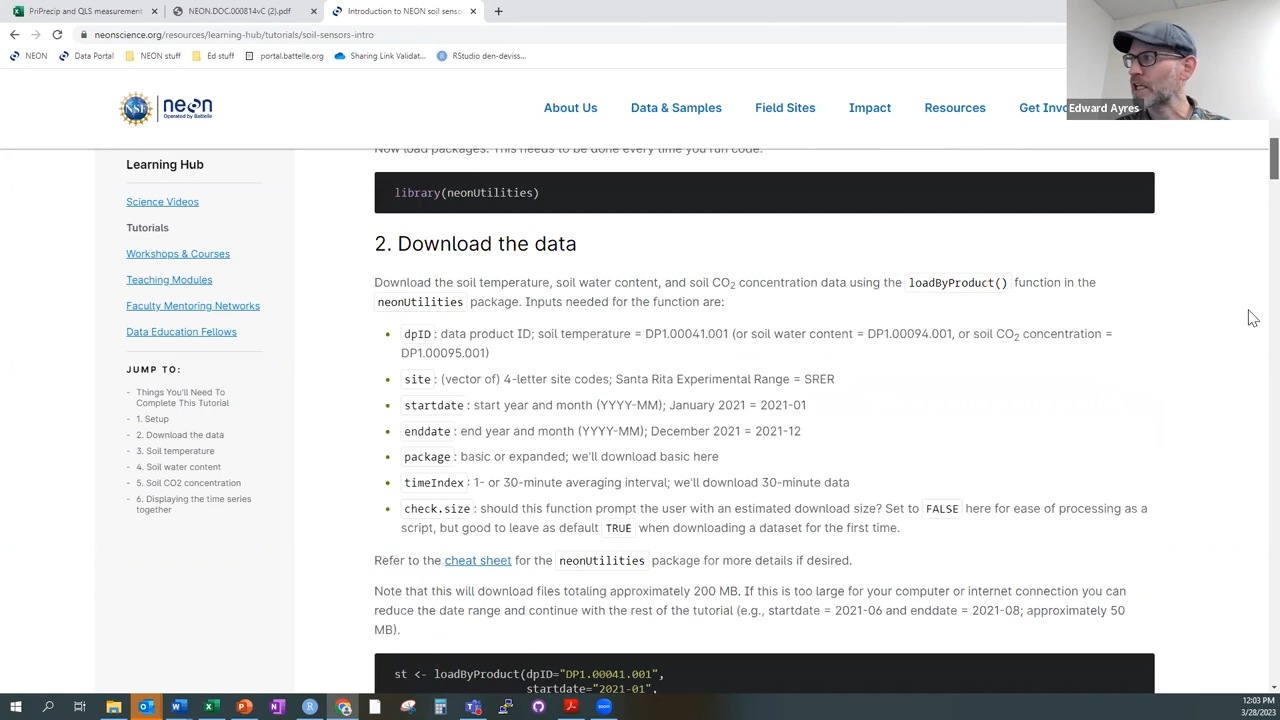 PriPrecip and QLS measurement
NEON.DOC.000814vC (2).pdf
Introduction to NEON soil senso
neonscience.org/resources/learning-hub/tutorials/soil-sensors-intro
NEON
Data Portal
NEON stuff
Ed stuff
portal.battelle.org
Sharing Link Validat...
RStudio den-deviss...
NSF
neon
Operated by Battelle
About Us
Data & Samples
Field Sites
Impact
Resources
Get Invo
Edward Ayres
Learning Hub
Science Videos
Tutorials
Workshops & Courses
Teaching Modules
Faculty Mentoring Networks
Data Education Fellows
JUMP TO:
- Things You'll Need To
Complete This Tutorial
- 1. Setup
- 2. Download the data
- 3. Soil temperature
- 4. Soil water content
- 5. Soil CO2 concentration
- 6. Displaying the time series
together
Now load packages. This needs to be done every time you run code.
library(neonUtilities)
2. Download the data
Download the soil temperature, soil water content, and soil CO2 concentration data using the loadByProduct() function in the
neonUtilities package. Inputs needed for the function are:
• dpID : data product ID; soil temperature = DP1.00041.001 (or soil water content = DP1.00094.001, or soil CO2 concentration =
DP1.00095.001)
• site : (vector of) 4-letter site codes; Santa Rita Experimental Range = SRER
• startdate : start year and month (YYYY-MM); January 2021 = 2021-01
• enddate : end year and month (YYYY-MM); December 2021 = 2021-12
• package : basic or expanded; we'll download basic here
• timeIndex : 1- or 30-minute averaging interval; we'll download 30-minute data
• check.size : should this function prompt the user with an estimated download size? Set to FALSE here for ease of processing as a
script, but good to leave as default TRUE when downloading a dataset for the first time.
Refer to the cheat sheet for the neonUtilities package for more details if desired.
Note that this will download files totaling approximately 200 MB. If this is too large for your computer or internet connection you can
reduce the date range and continue with the rest of the tutorial (e.g., startdate = 2021-06 and enddate = 2021-08; approximately 50
MB).
st <- loadByProduct(dpID="DP1.00041.001",
startdate="2021-01",
12:03 PM
3/28/2023